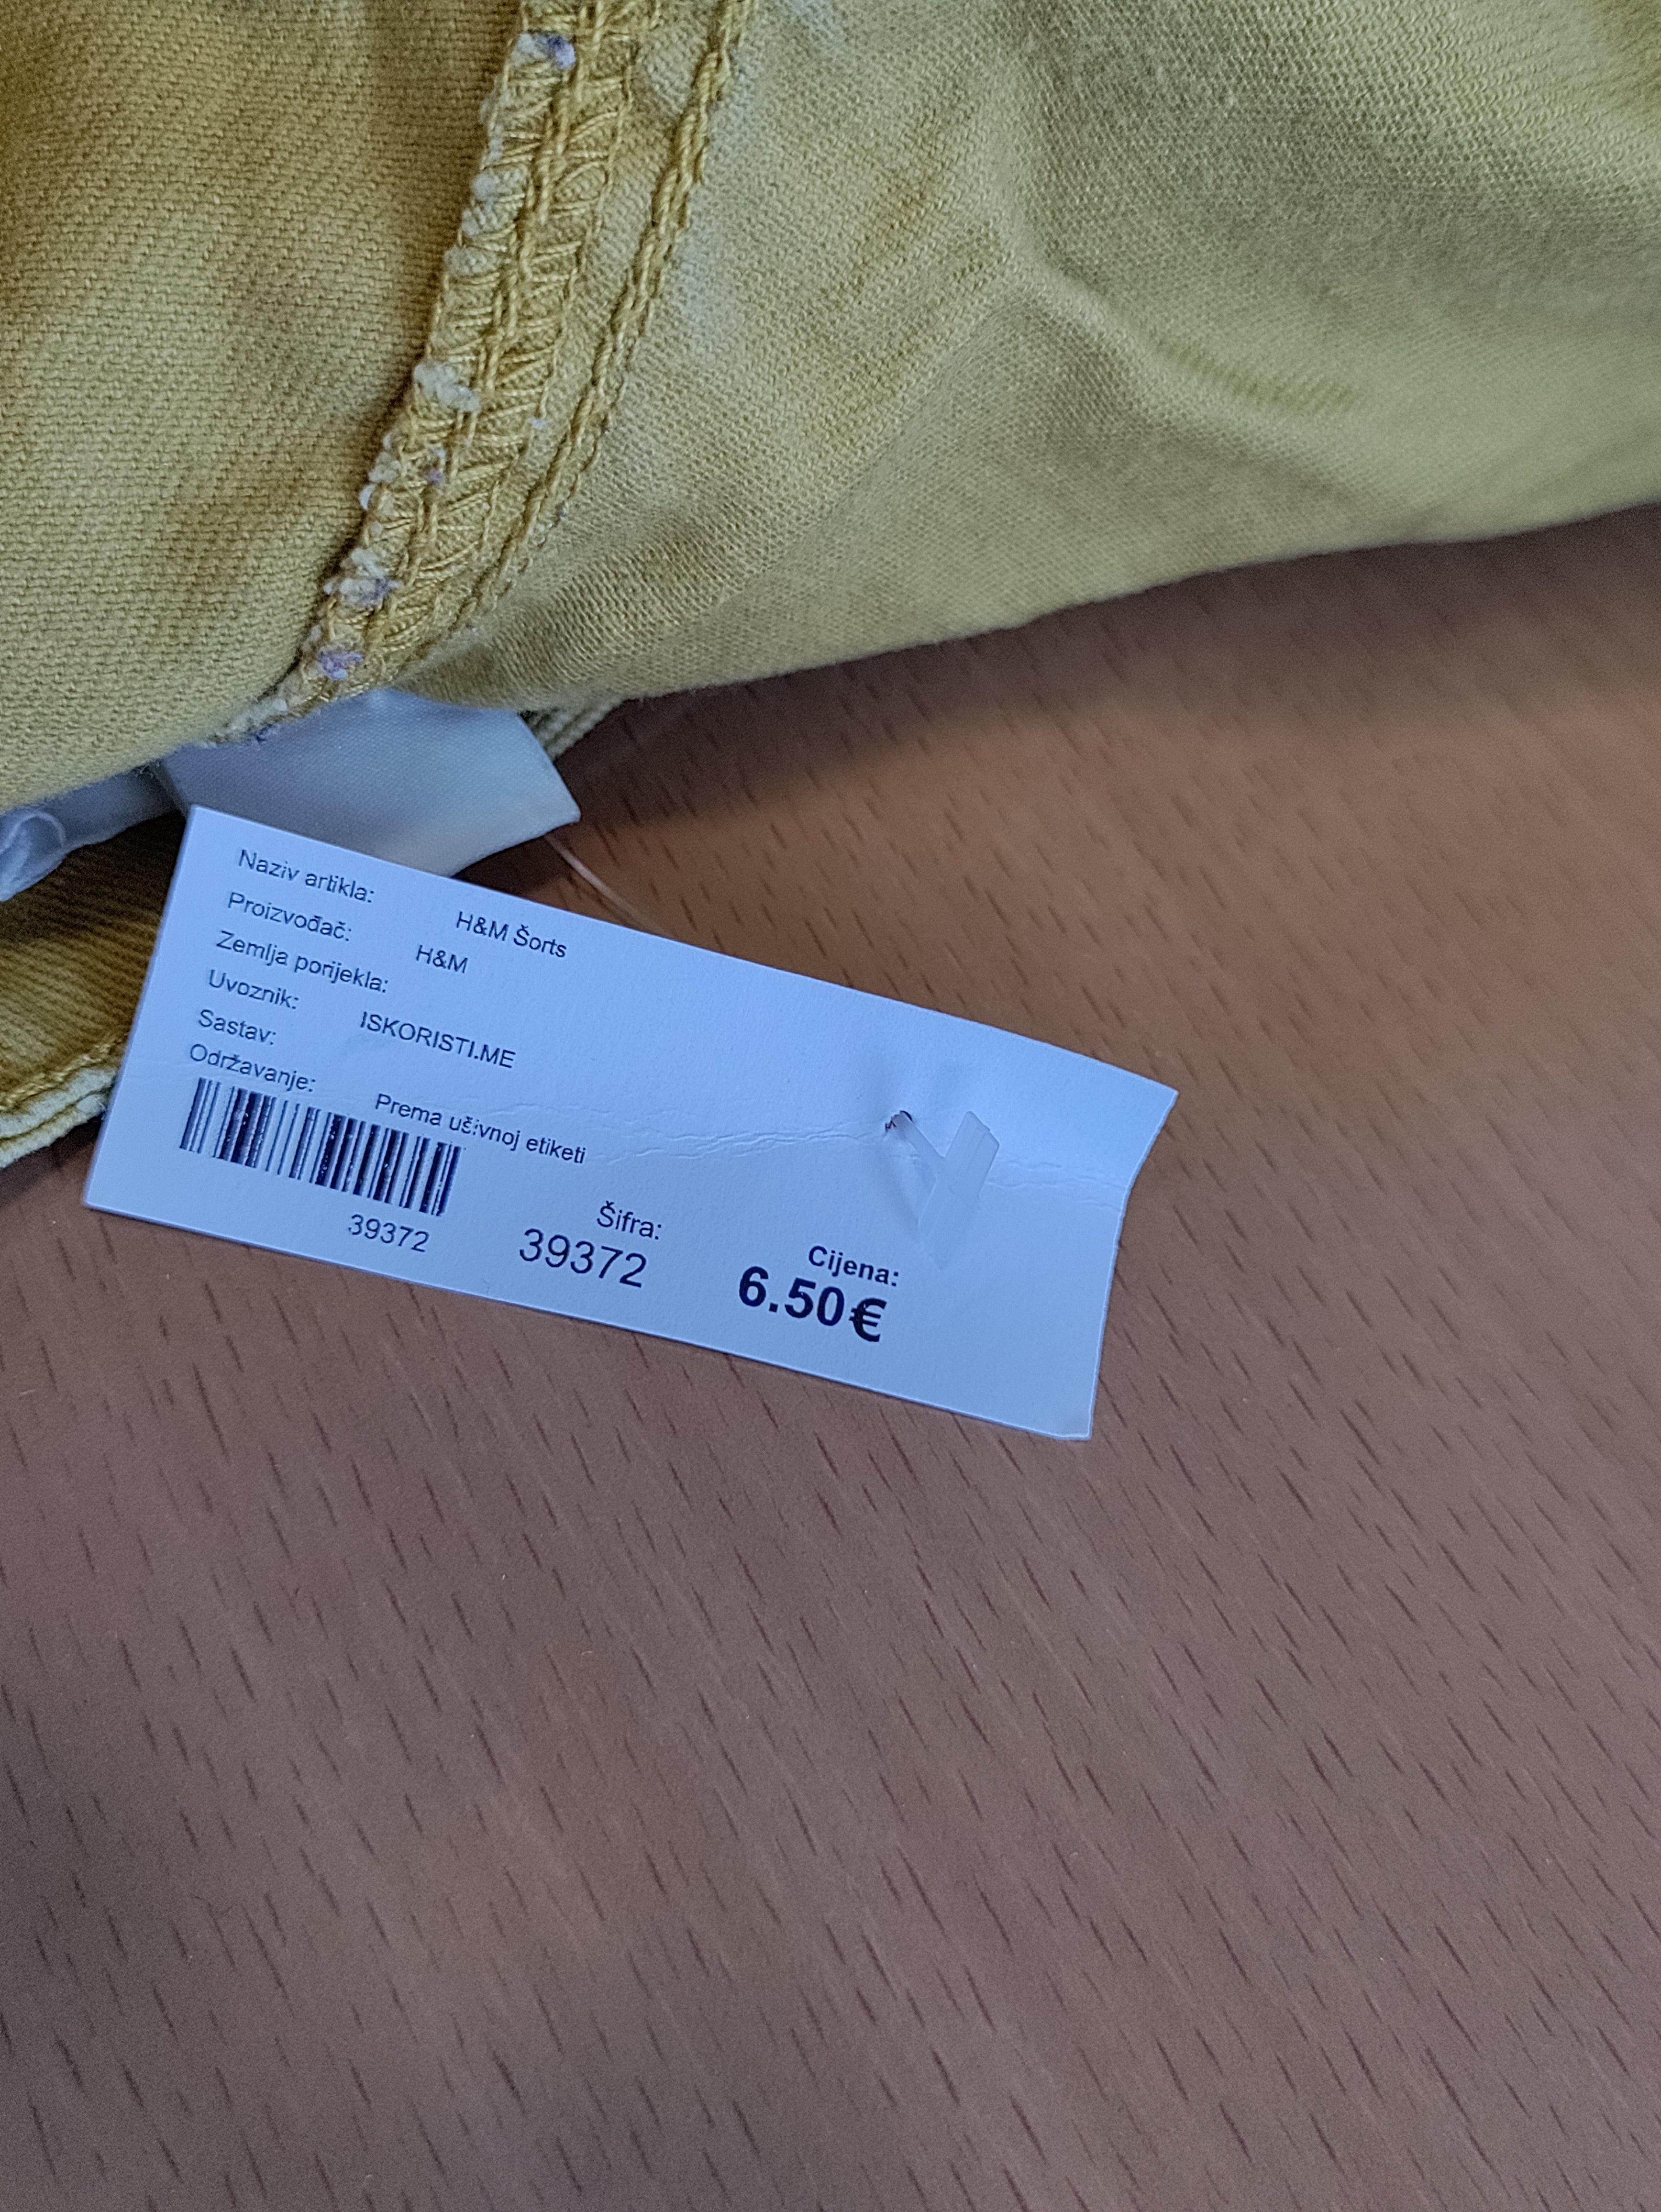 Naziv artikla: H&M Šorts
Proizvođač: H&M
Zemlja porijekla:
Uvoznik: ISKORISTI.ME
Sastav:
Održavanje: Prema ušivnoj etiketi
39372
Šifra:
39372
Cijena:
6.50€